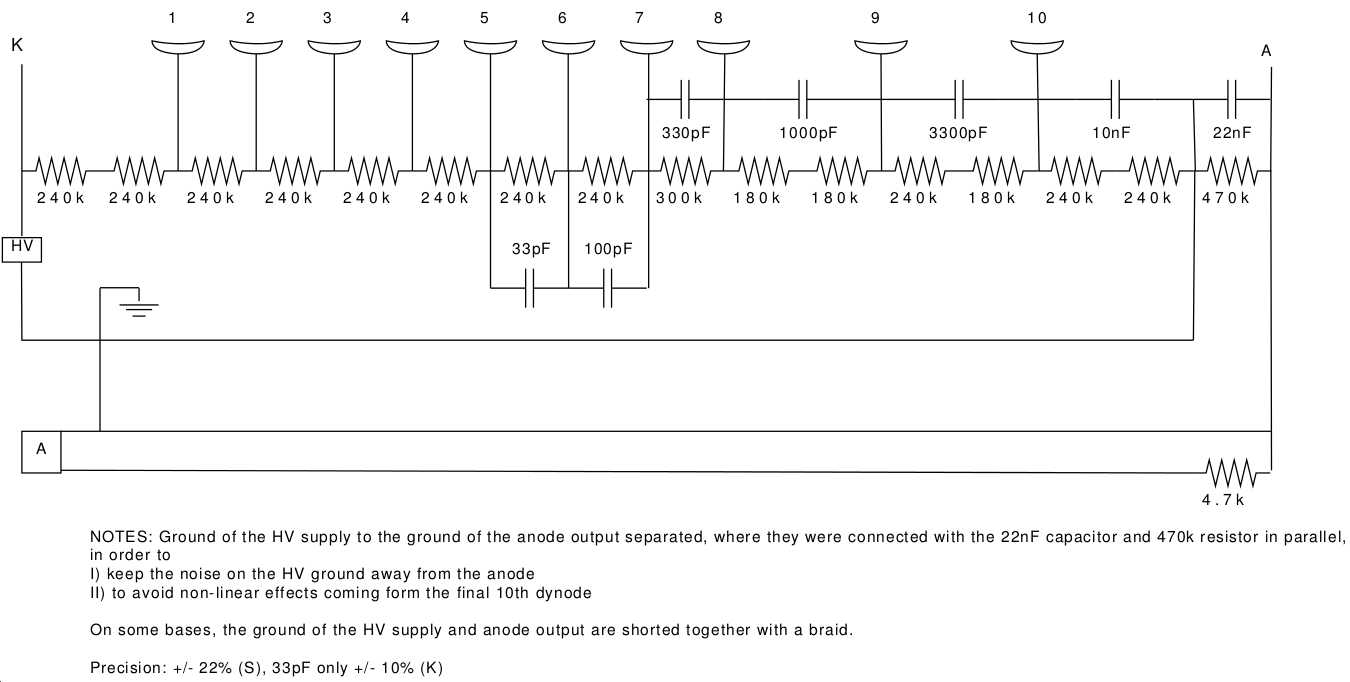 1 2 3 4 5 6 7 8 9 10
K
A
330pF 1000pF 3300pF 10nF 22nF
240k 240k 240k 240k 240k 240k 240k 240k 300k 180k 180k 240k 180k 240k 240k 470k
HV
33pF 100pF
A
4.7k
NOTES: Ground of the HV supply to the ground of the anode output separated, where they were connected with the 22nF capacitor and 470k resistor in parallel,
in order to
I) keep the noise on the HV ground away from the anode
II) to avoid non-linear effects coming form the final 10th dynode
On some bases, the ground of the HV supply and anode output are shorted together with a braid.
Precision: +/- 22% (S), 33pF only +/- 10% (K)